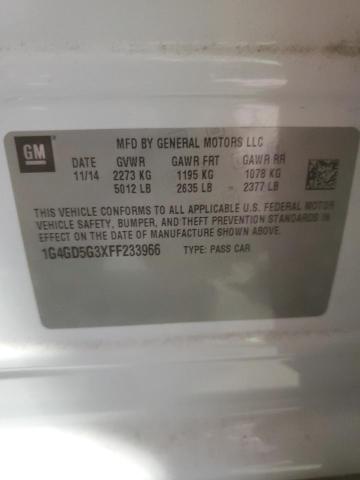 GM
MFD BY GENERAL MOTORS LLC
DATE GVWR GAWR FRT GAWR RR
11/14 2273 KG 1195 KG 1078 KG
5012 LB 2635 LB 2377 LB
THIS VEHICLE CONFORMS TO ALL APPLICABLE U.S. FEDERAL MOTOR
VEHICLE SAFETY, BUMPER, AND THEFT PREVENTION STANDARDS IN
EFFECT ON THE DATE OF MANUFACTURE SHOWN ABOVE.
1G4GD5G3XFF233966 TYPE: PASS CAR